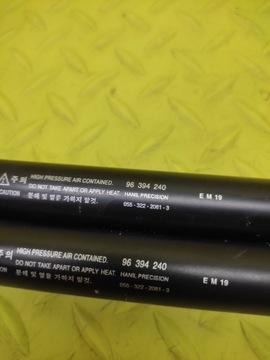 주의 HIGH PRESSURE AIR CONTAINED. 96 394 240 E M 19
CAUTION DO NOT TAKE APART OR APPLY HEAT. HANIL PRECISION
분해 및 열을 가하지 말것. 055 - 322 - 2061 - 3
주의 HIGH PRESSURE AIR CONTAINED. 96 394 240 E M 19
DO NOT TAKE APART OR APPLY HEAT. HANIL PRECISION
분해 및 열을 가하지 말것. 055 - 322 - 2061 - 3